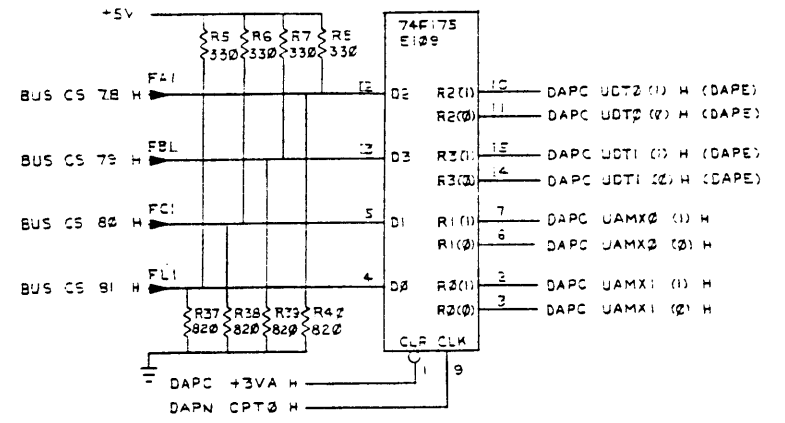 +5V
R5 R6 R7 R8
330 330 330 330
74F175
E109
BUS CS 78 H FA1 12 D2 R2(1) 10 DAPC UDT0 (1) H (DAPE)
R2(0) 11 DAPC UDT0 (0) H (DAPE)
BUS CS 79 H 13 D3 R3(1) 15 DAPC UDT1 (1) H (DAPE)
R3(0) 14 DAPC UDT1 (0) H (DAPE)
BUS CS 80 H FC1 5 D1 R1(1) 7 DAPC UAMX0 (1) H
R1(0) 6 DAPC UAMX0 (0) H
BUS CS 81 H 4 D0 R0(1) 2 DAPC UAMX1 (1) H
R0(0) 3 DAPC UAMX1 (0) H
R37 R38 R39
820 820 820 820
CLR CLK
1 9
DAPC +3VA H
DAPN CPT0 H